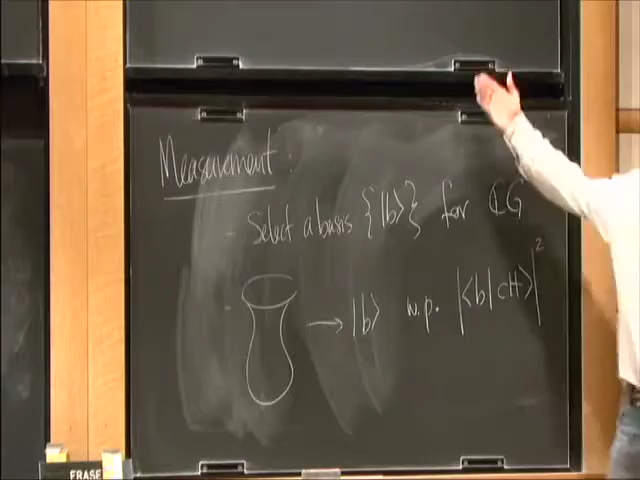 Measurement:
- Select a basis {|b⟩} for ℂG
→ |b⟩ w.p. |⟨b|cH⟩|²
ERASE